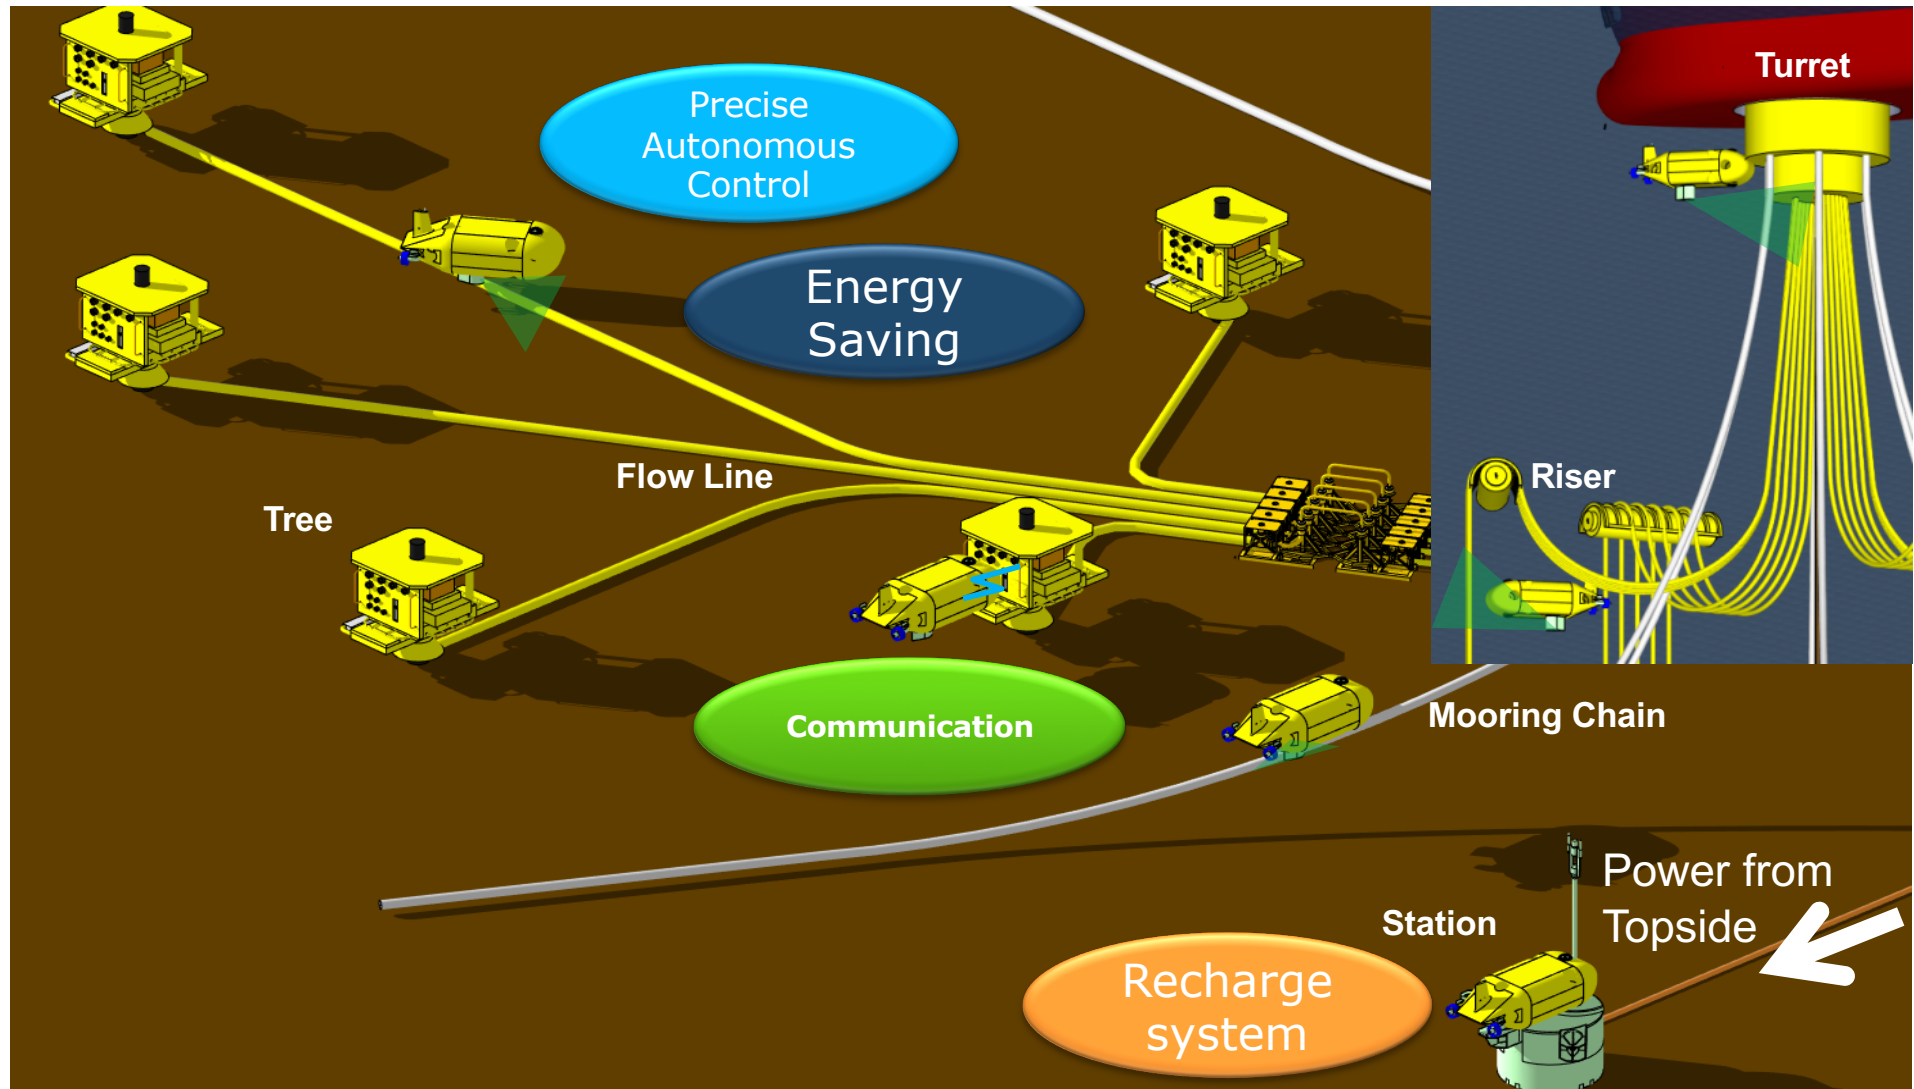 Turret
Precise
Autonomous
Control
Energy
Saving
Flow Line
Riser
Tree
Communication
Mooring Chain
Power from
Topside
Station
Recharge
system